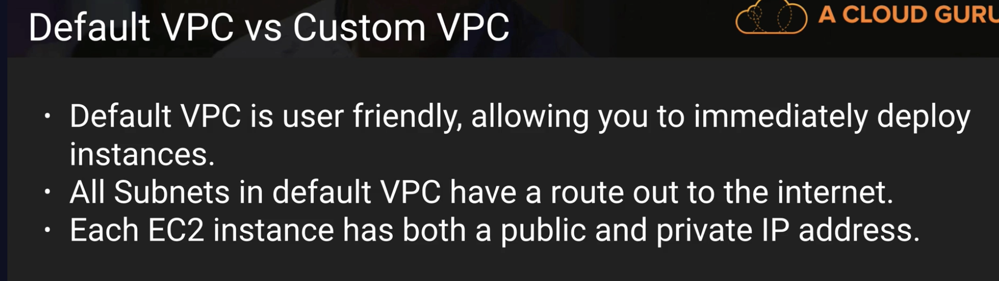 Default VPC vs Custom VPC
A CLOUD GURU
• Default VPC is user friendly, allowing you to immediately deploy
instances.
• All Subnets in default VPC have a route out to the internet.
• Each EC2 instance has both a public and private IP address.